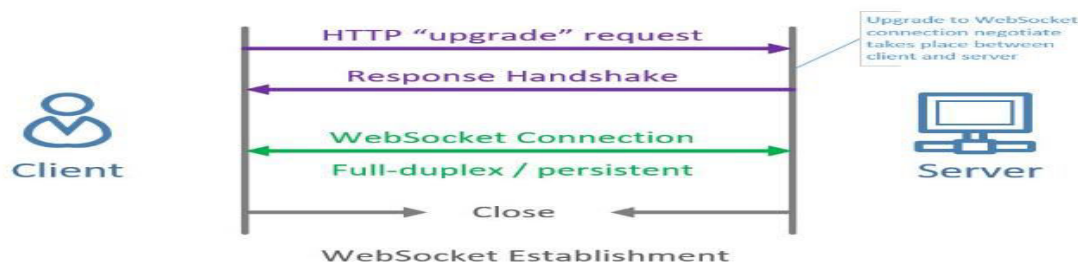 HTTP “upgrade” request
Upgrade to WebSocket
connection negotiate
takes place between
client and server
Response Handshake
WebSocket Connection
Client
Full-duplex / persistent
Server
Close
WebSocket Establishment